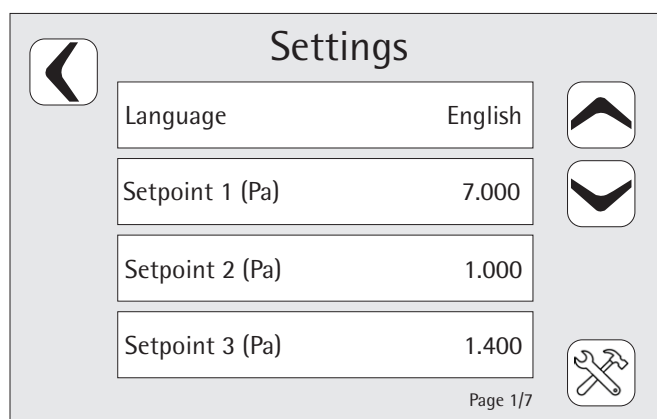 Settings
Language English
Setpoint 1 (Pa) 7.000
Setpoint 2 (Pa) 1.000
Setpoint 3 (Pa) 1.400
Page 1/7